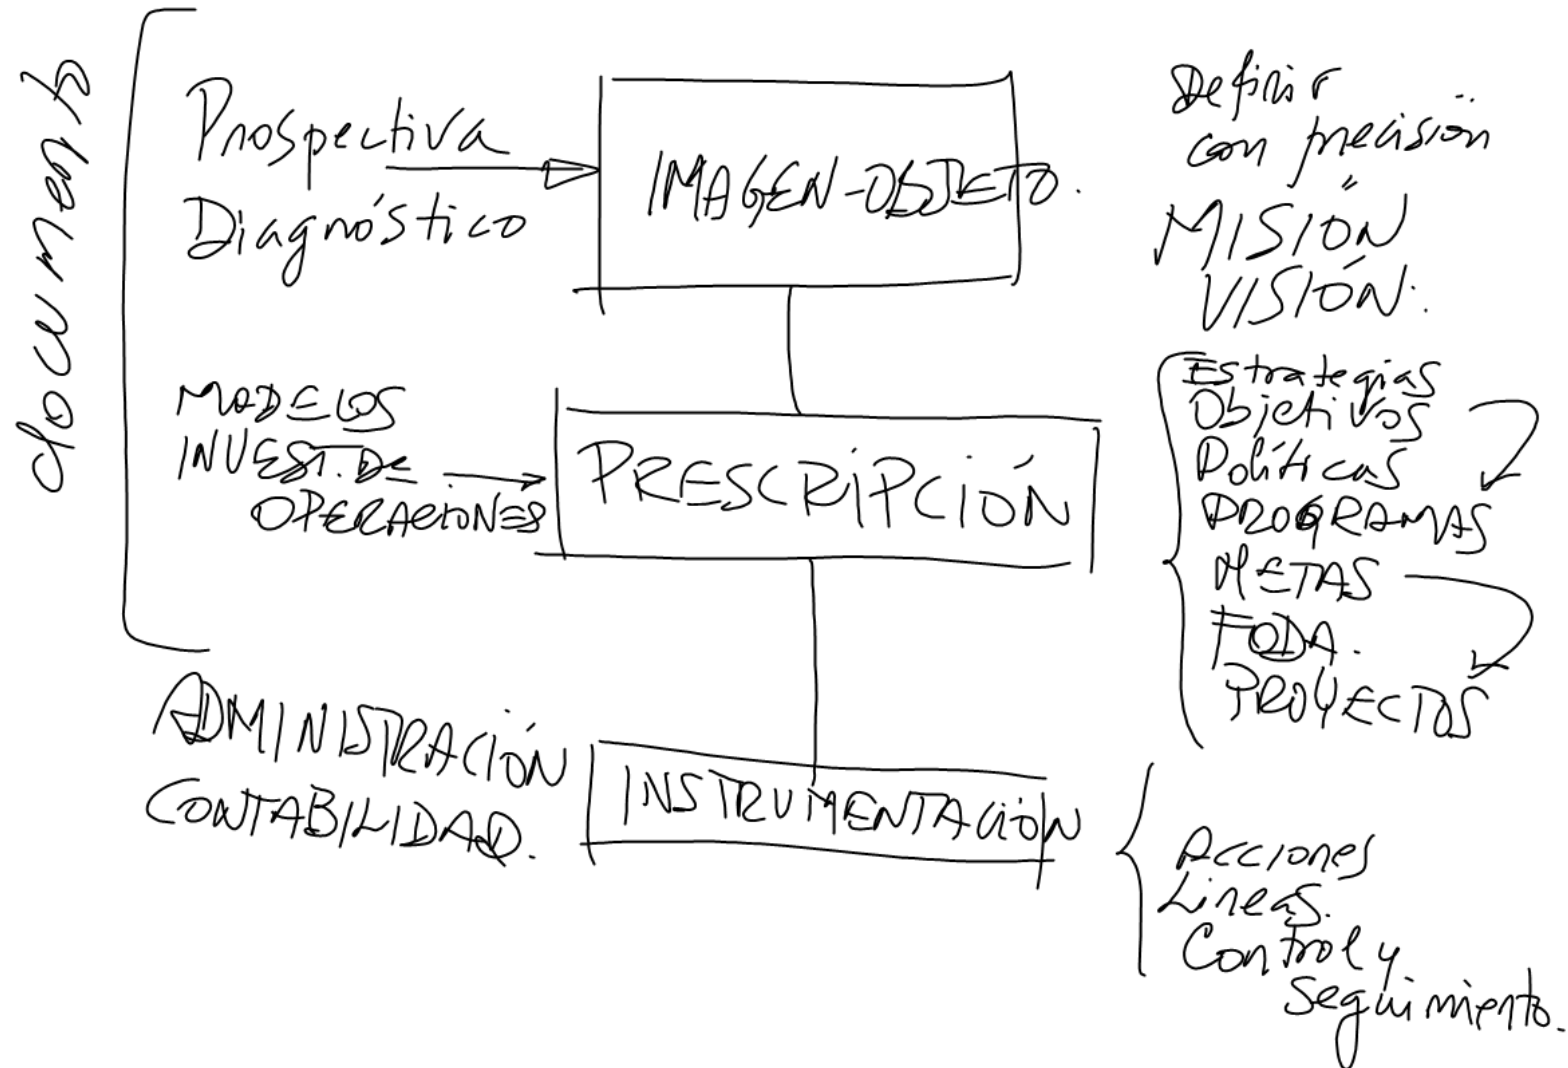 documento
Prospectiva
Diagnóstico
IMAGEN-OBJETO.
Definir
con precisión
MISIÓN
VISIÓN.
MODELOS
INVEST. DE
OPERACIONES
PRESCRIPCIÓN
Estrategias
Objetivos
Políticas
PROGRAMAS
METAS
FODA.
PROYECTOS
ADMINISTRACIÓN
CONTABILIDAD.
INSTRUMENTACIÓN
Acciones
Lineas.
Control y
Seguimiento.